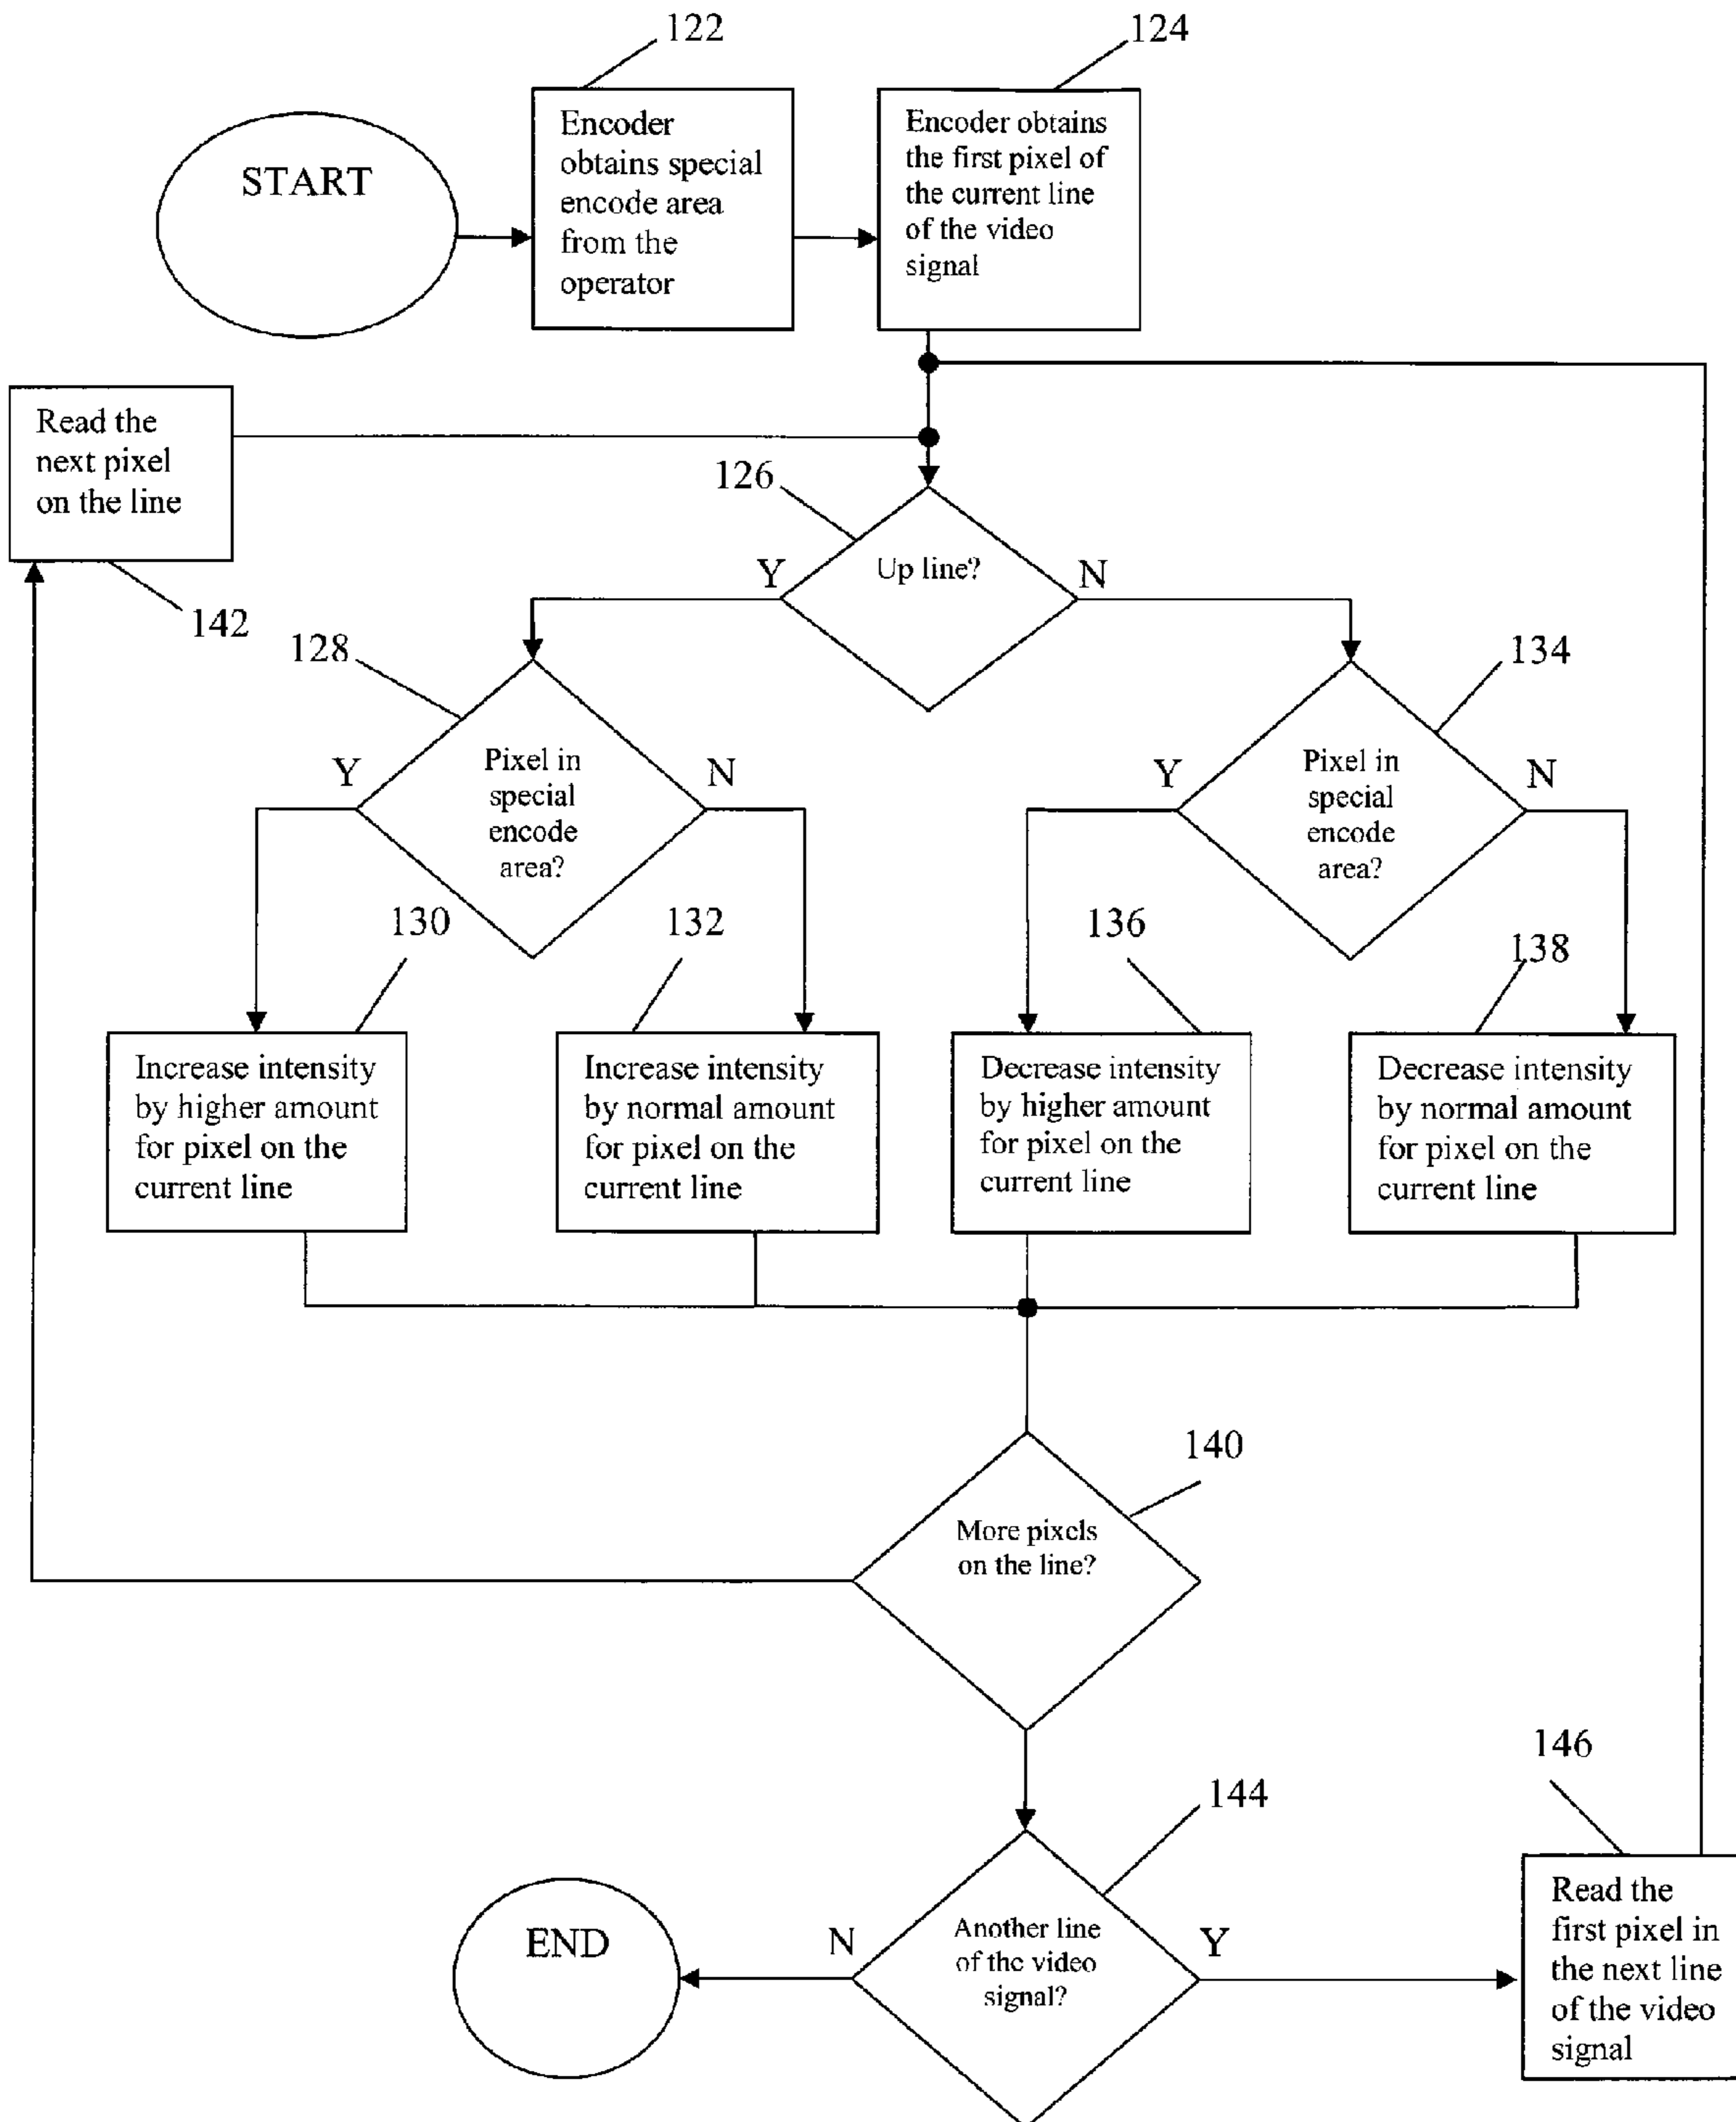 122
124
START
Encoder
obtains special
encode area
from the
operator
Encoder obtains
the first pixel of
the current line
of the video
signal
Read the
next pixel
on the line
142
126
Up line?
Y
N
128
Pixel in
special
encode
area?
Y
N
134
Pixel in
special
encode
area?
Y
N
130
Increase intensity
by higher amount
for pixel on the
current line
132
Increase intensity
by normal amount
for pixel on the
current line
136
Decrease intensity
by higher amount
for pixel on the
current line
138
Decrease intensity
by normal amount
for pixel on the
current line
140
More pixels
on the line?
144
Another line
of the video
signal?
N
Y
END
146
Read the
first pixel in
the next line
of the video
signal